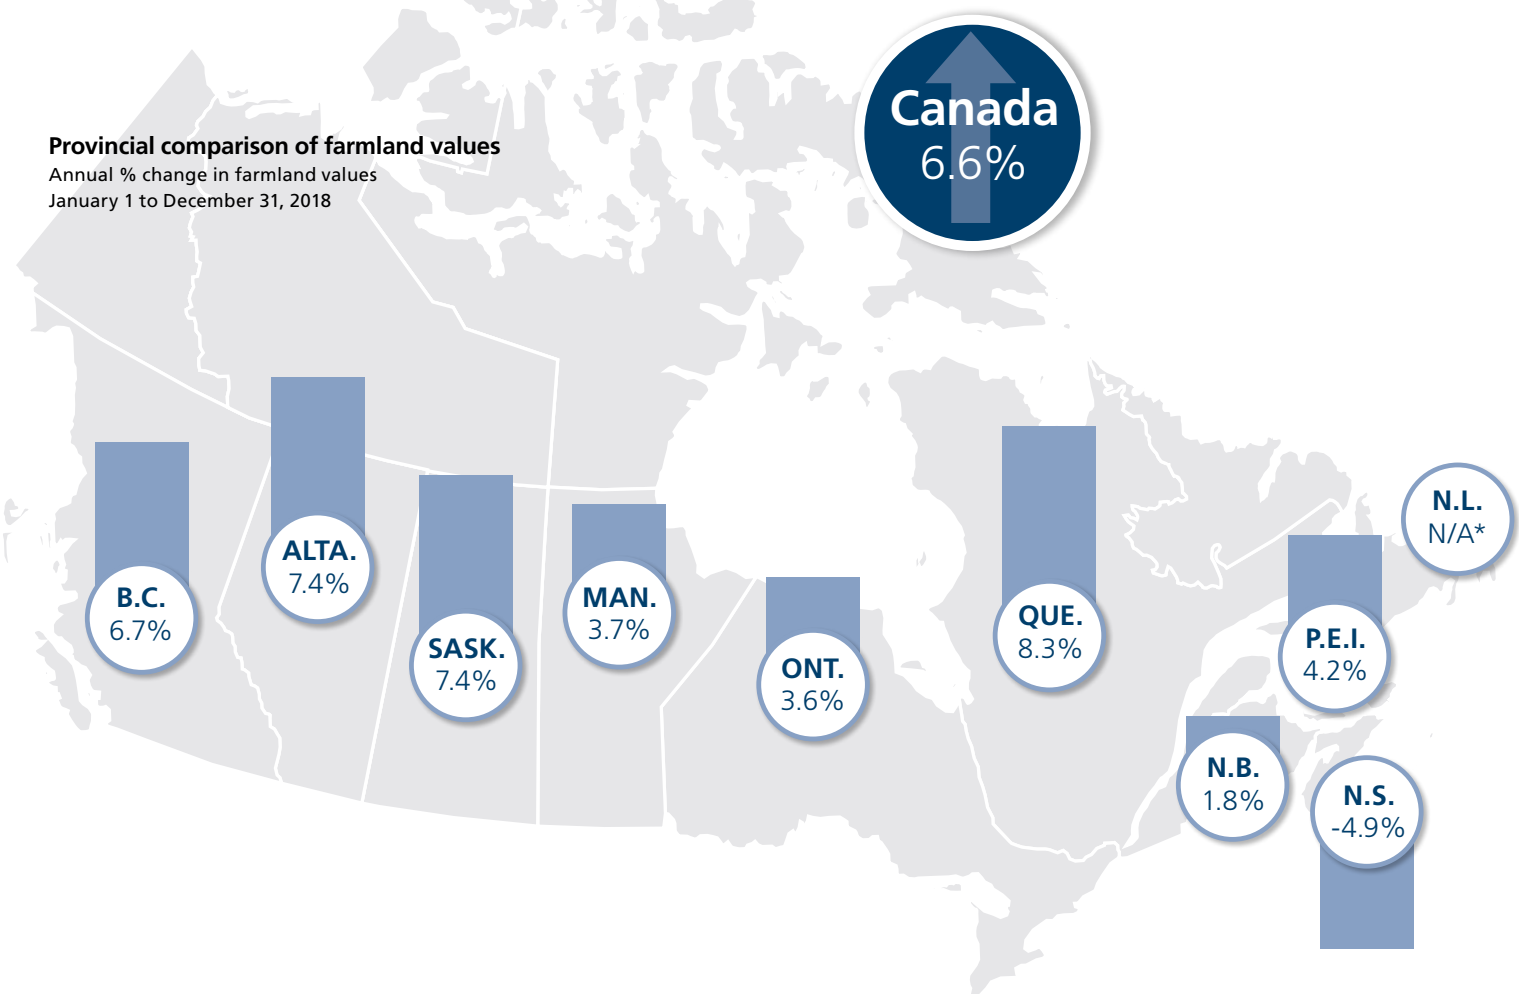 Canada
6.6%
Provincial comparison of farmland values
Annual % change in farmland values
January 1 to December 31, 2018
B.C.
6.7%
ALTA.
7.4%
SASK.
7.4%
MAN.
3.7%
ONT.
3.6%
QUE.
8.3%
N.B.
1.8%
P.E.I.
4.2%
N.S.
-4.9%
N.L.
N/A*